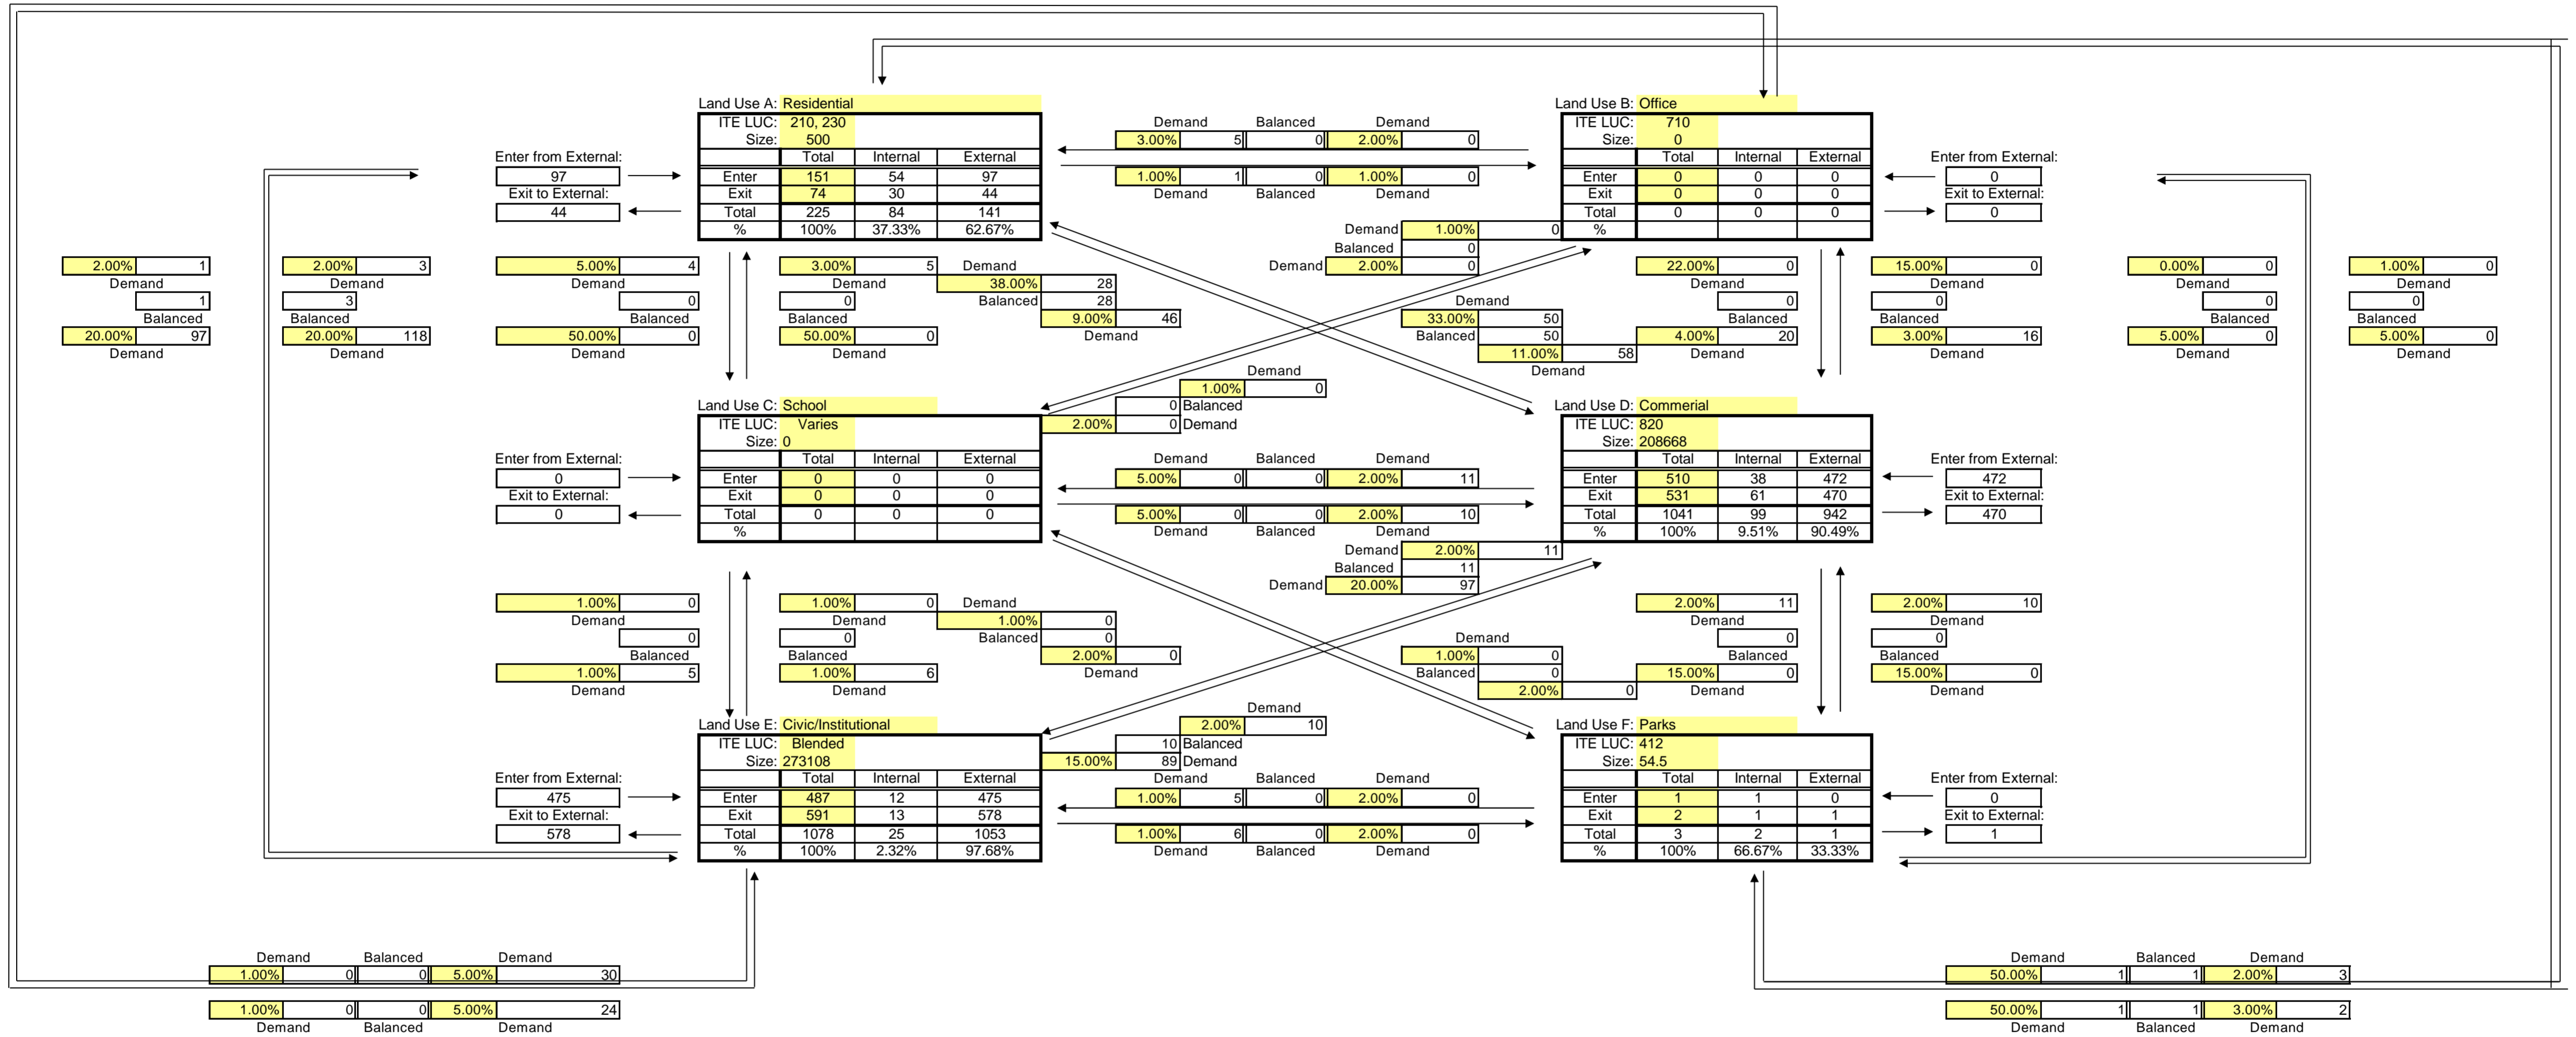 Land Use A: Residential
Land Use B: Office
ITE LUC: 210, 230
Demand Balanced Demand
ITE LUC: 710
Size: 500
3.00% 5 0 2.00% 0
Size: 0
Enter from External:
Total Internal External
Total Internal External
Enter from External:
97
Enter 151 54 97
1.00% 1 0 1.00% 0
Enter 0 0 0
0
Exit to External:
Exit 74 30 44
Demand Balanced Demand
Exit 0 0 0
Exit to External:
44
Total 225 84 141
Total 0 0 0
0
% 100% 37.33% 62.67%
Demand 1.00% 0
%
Balanced 0
Demand 2.00% 0
2.00% 1
2.00% 3
5.00% 4
3.00% 5
Demand
22.00% 0
15.00% 0
0.00% 0
1.00% 0
Demand
Demand
Demand
Demand
38.00% 28
Demand
Demand
Demand
Demand
1
3
0
0
Balanced 28
Demand
0
0
0
0
Balanced
Balanced
Balanced
Balanced
9.00% 46
33.00% 50
Balanced
Balanced
Balanced
Balanced
20.00% 97
20.00% 118
50.00% 0
50.00% 0
Demand
Balanced 50
4.00% 20
3.00% 16
5.00% 0
5.00% 0
Demand
Demand
Demand
Demand
11.00% 58
Demand
Demand
Demand
Demand
Demand
Demand
1.00% 0
Land Use C: School
0 Balanced
Land Use D: Commerial
ITE LUC: Varies
2.00% 0 Demand
ITE LUC: 820
Size: 0
Size: 208668
Enter from External:
Total Internal External
Demand Balanced Demand
Total Internal External
Enter from External:
0
Enter 0 0 0
5.00% 0 0 2.00% 11
Enter 510 38 472
472
Exit to External:
Exit 0 0 0
Exit 531 61 470
Exit to External:
0
Total 0 0 0
5.00% 0 0 2.00% 10
Total 1041 99 942
470
%
Demand Balanced Demand
% 100% 9.51% 90.49%
Demand 2.00% 11
Balanced 11
Demand 20.00% 97
1.00% 0
1.00% 0
Demand
2.00% 11
2.00% 10
Demand
Demand
1.00% 0
Demand
Demand
0
0
Balanced 0
Demand
0
0
Balanced
Balanced
2.00% 0
1.00% 0
Balanced
Balanced
1.00% 5
1.00% 6
Demand
Balanced 0
15.00% 0
15.00% 0
Demand
Demand
2.00% 0
Demand
Demand
Demand
Land Use E: Civic/Institutional
2.00% 10
Land Use F: Parks
ITE LUC: Blended
10 Balanced
ITE LUC: 412
Size: 273108
15.00% 89 Demand
Size: 54.5
Enter from External:
Total Internal External
Demand Balanced Demand
Total Internal External
Enter from External:
475
Enter 487 12 475
1.00% 5 0 2.00% 0
Enter 1 1 0
0
Exit to External:
Exit 591 13 578
Exit 2 1 1
Exit to External:
578
Total 1078 25 1053
1.00% 6 0 2.00% 0
Total 3 2 1
1
% 100% 2.32% 97.68%
Demand Balanced Demand
% 100% 66.67% 33.33%
Demand Balanced Demand
Demand Balanced Demand
1.00% 0 0 5.00% 30
50.00% 1 1 2.00% 3
1.00% 0 0 5.00% 24
50.00% 1 1 3.00% 2
Demand Balanced Demand
Demand Balanced Demand